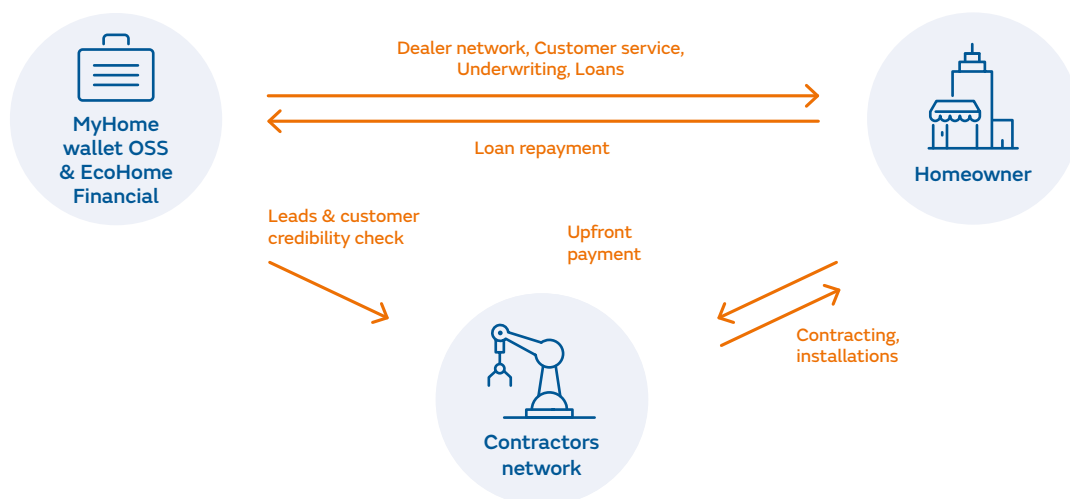 Dealer network, Customer service,
Underwriting, Loans
MyHome
wallet OSS
& EcoHome
Financial
Loan repayment
Homeowner
Leads & customer
credibility check
Upfront
payment
Contracting,
installations
Contractors
network